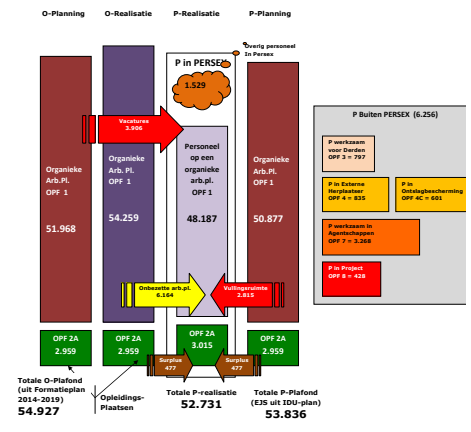 O-Planning
O-Realisatie
P-Realisatie
P-Planning
Overig personeel
In Persex
P in PERSEX
1.529
Vacatures
3.906
Organieke
Arb.Pl.
OPF 1
51.968
Organieke
Arb.Pl.
OPF 1
54.259
Personeel
op een
organieke
arb.pl.
OPF 1
48.187
Organieke
Arb.Pl.
OPF 1
50.877
Onbezette arb.pl.
6.164
Vullingsruimte
2.815
OPF 2A
2.959
OPF 2A
2.959
OPF 2A
3.015
OPF 2A
2.959
Surplus
477
Surplus
477
Totale O-Plafond
(uit Formatieplan
2014-2019)
54.927
Opleidings-
Plaatsen
Totale P-realisatie
52.731
Totale P-Plafond
(EJS uit IDU-plan)
53.836
P Buiten PERSEX (6.256)
P werkzaam
voor Derden
OPF 3 = 797
P in Externe
Herplaatser
OPF 4 = 835
P in
Ontslagbescherming
OPF 4C = 601
P werkzaam in
Agentschappen
OPF 7 = 3.268
P in Project
OPF 8 = 428